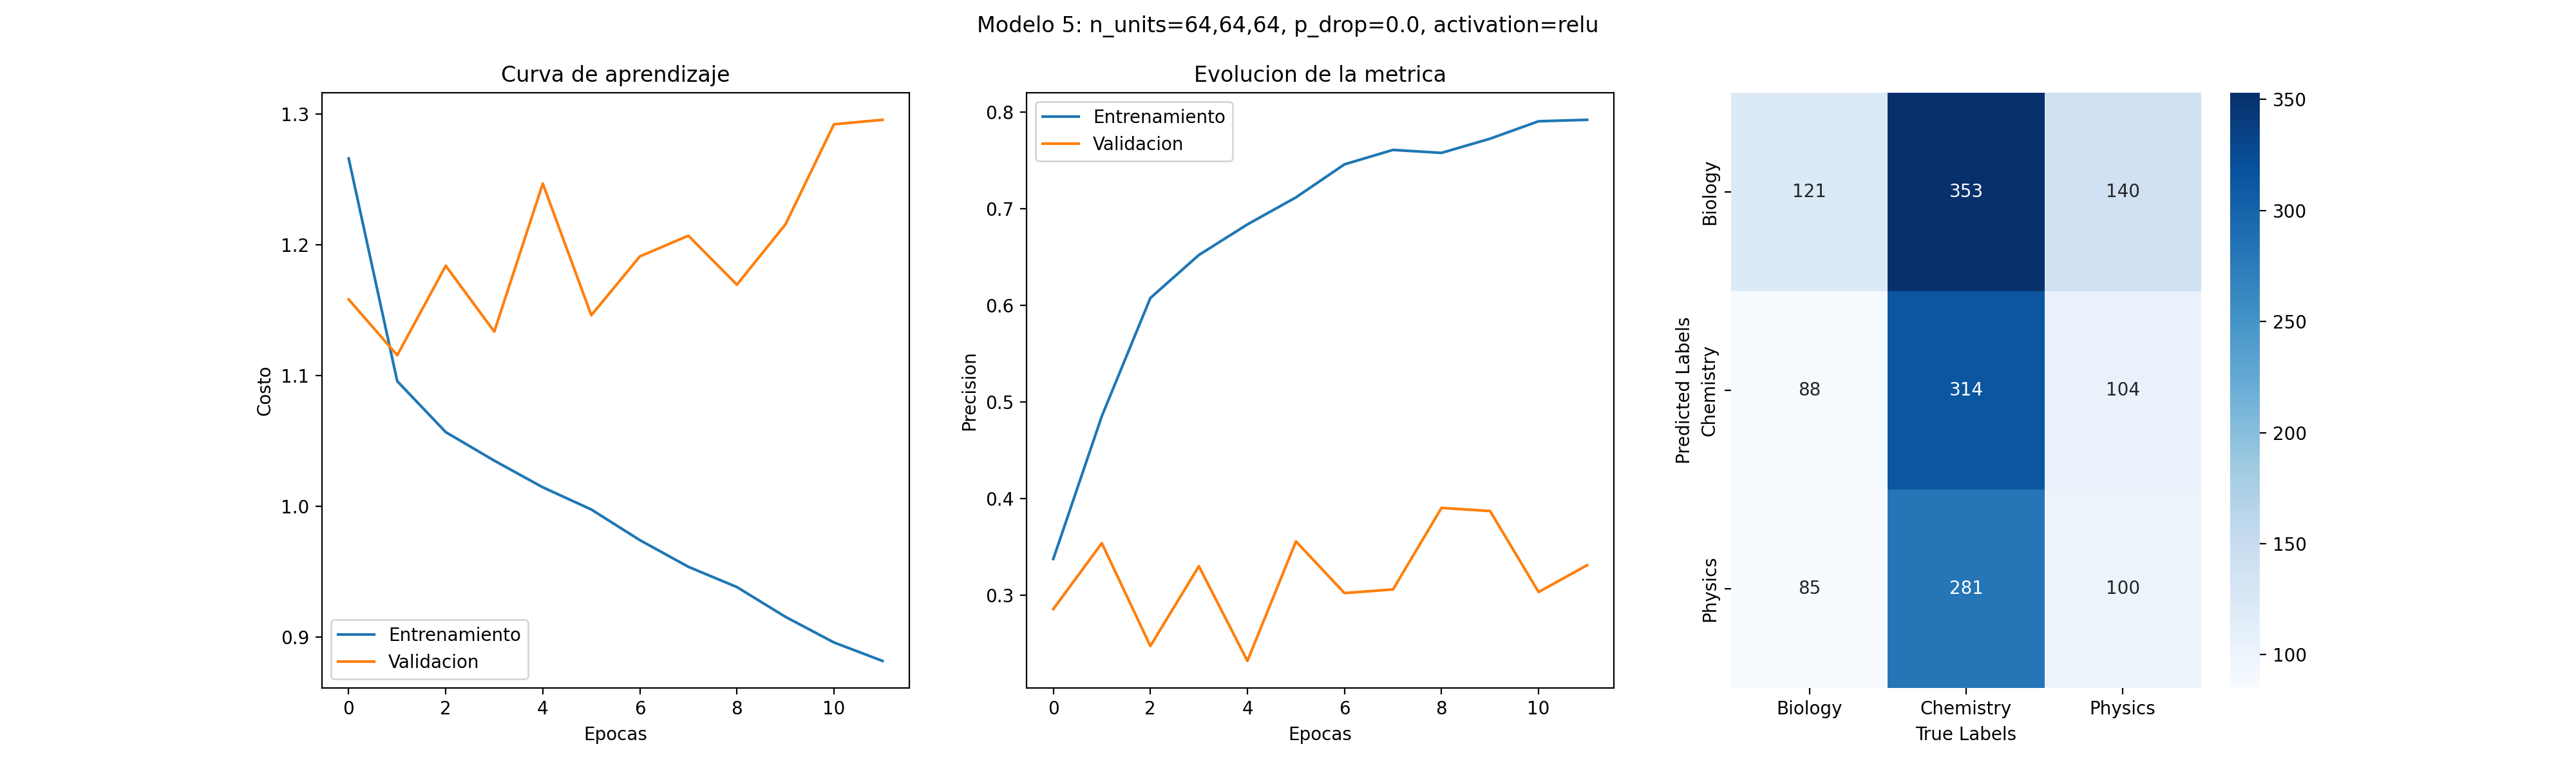 Modelo 5: n_units=64,64,64, p_drop=0.0, activation=relu
Curva de aprendizaje
1.3
1.2
1.1
1.0
0.9
Costo
Entrenamiento
Validacion
0 2 4 6 8 10
Epocas
Evolucion de la metrica
Entrenamiento
Validacion
0.8
0.7
0.6
0.5
0.4
0.3
Precision
0 2 4 6 8 10
Epocas
Predicted Labels
Biology
121 353 140
Chemistry
88 314 104
Physics
85 281 100
Biology Chemistry Physics
True Labels
350
300
250
200
150
100